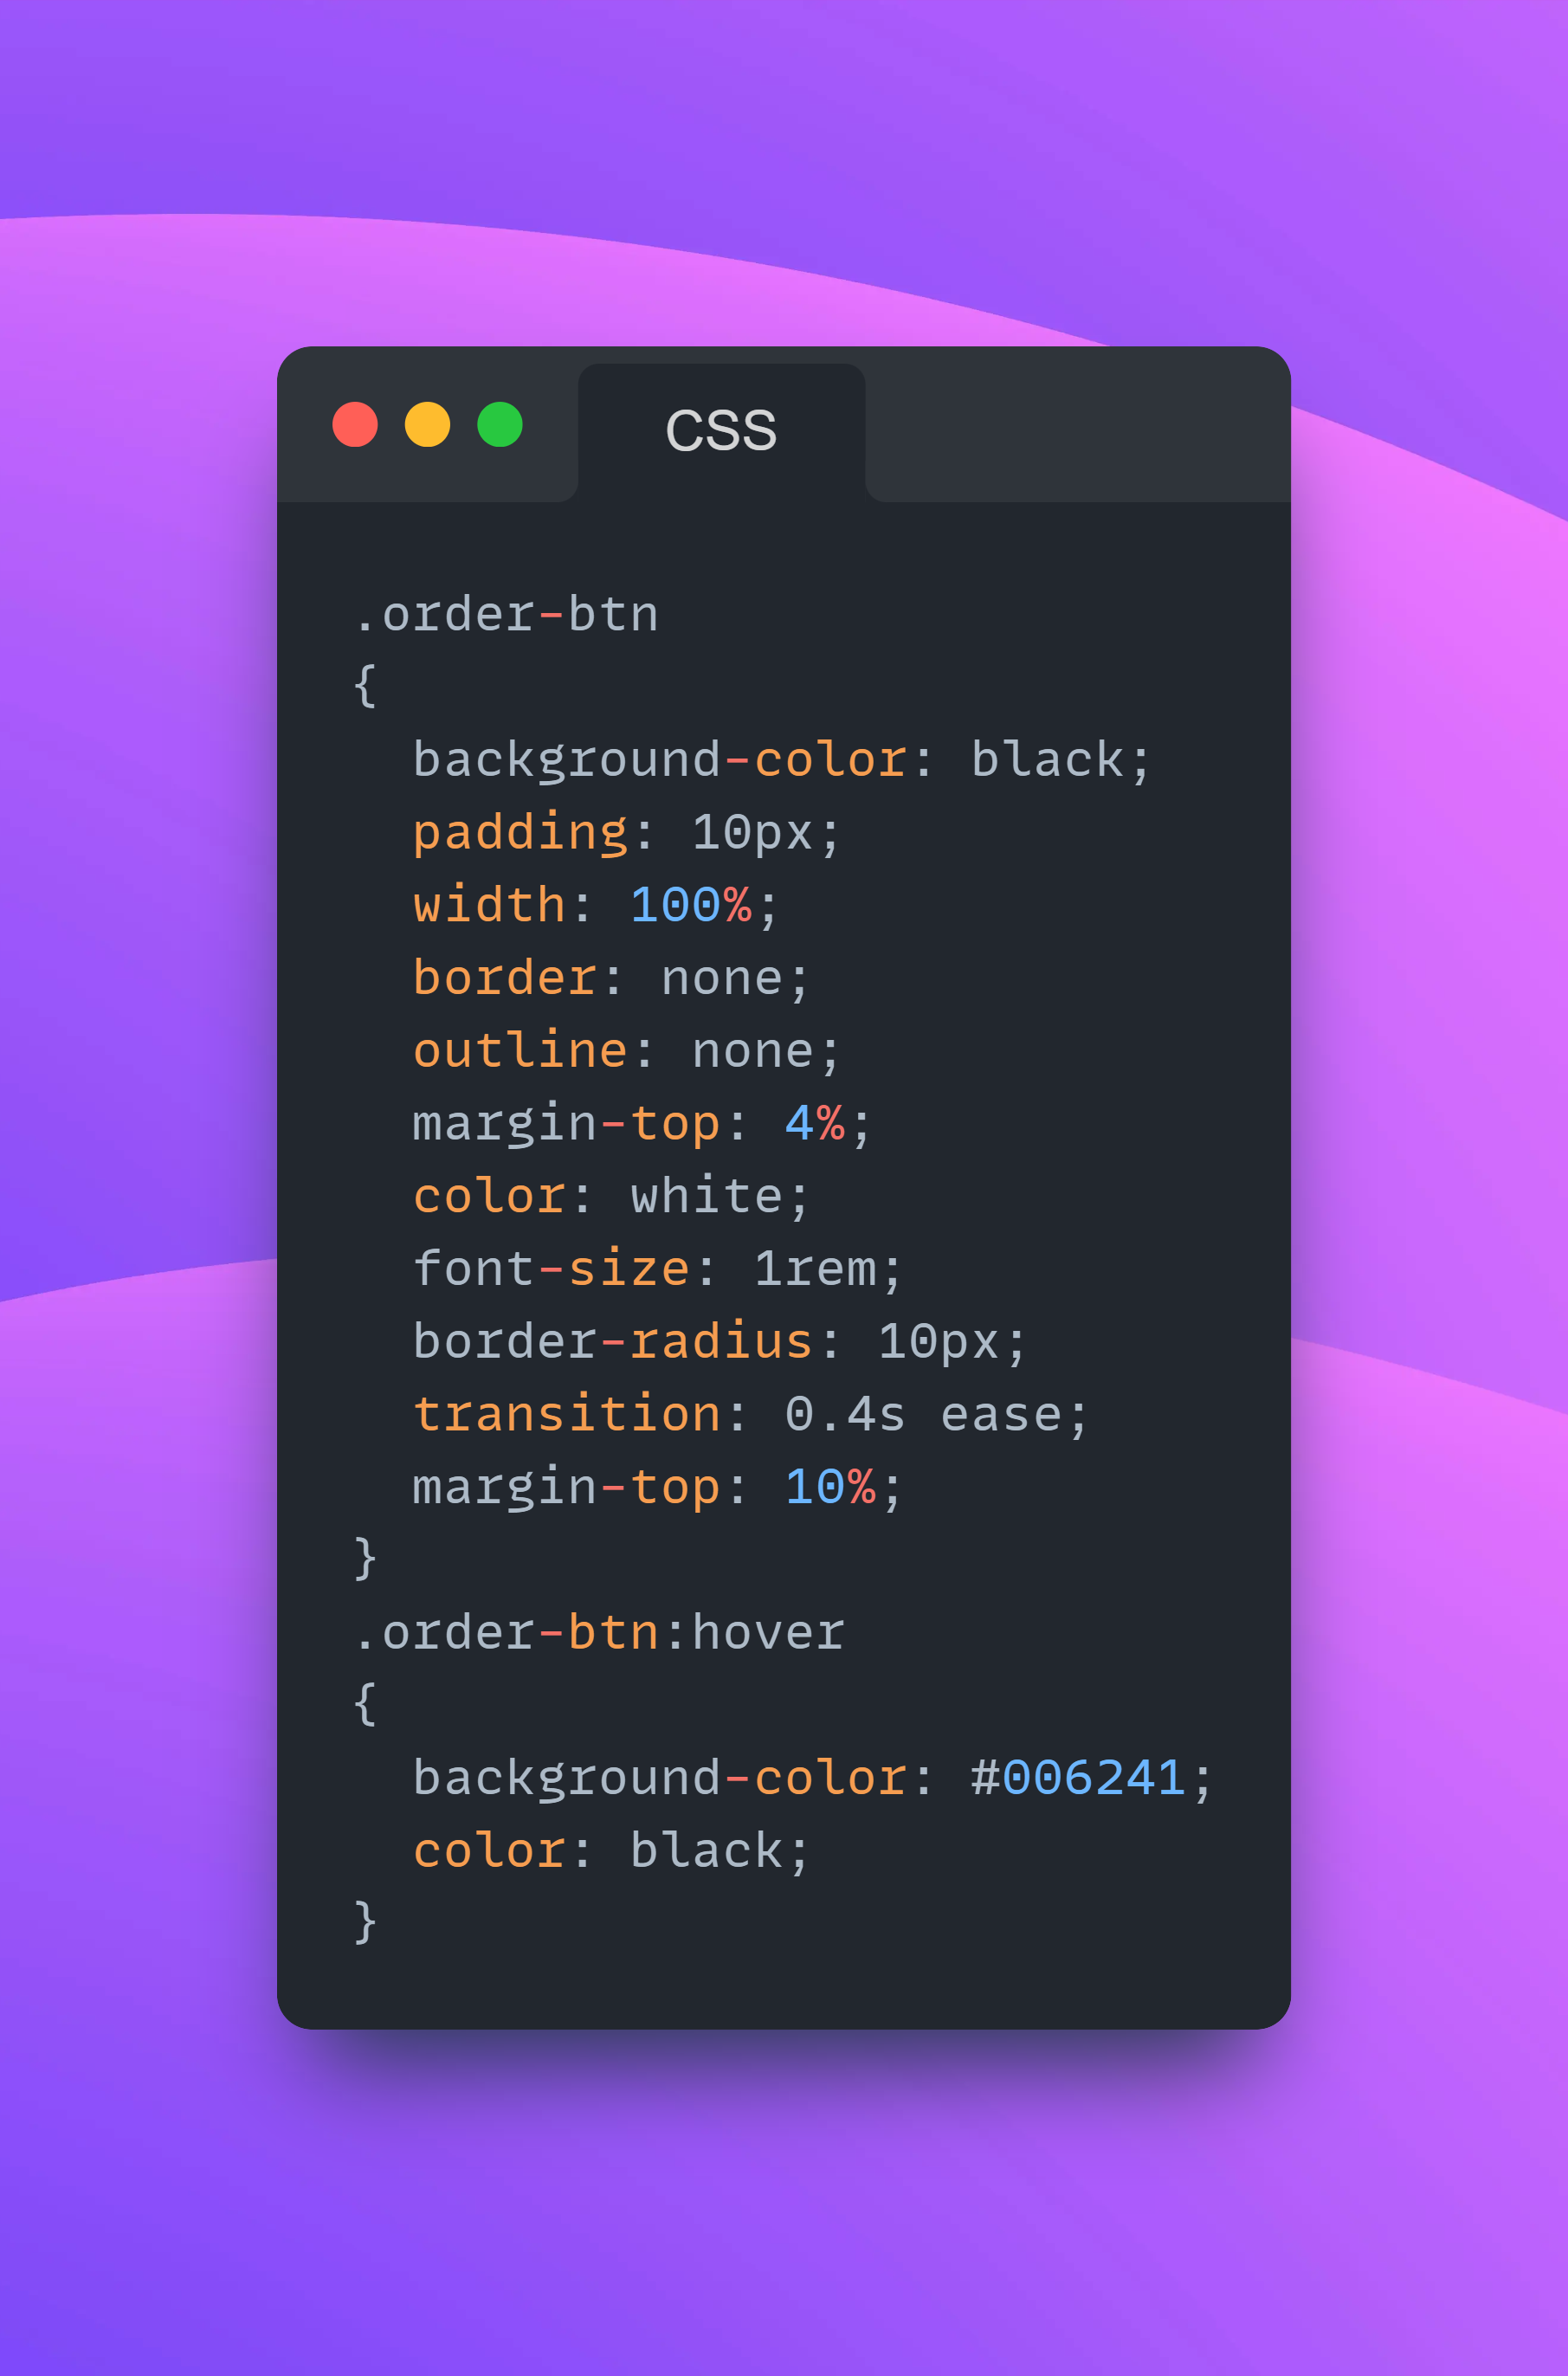 CSS
.order-btn
{
  background-color: black;
  padding: 10px;
  width: 100%;
  border: none;
  outline: none;
  margin-top: 4%;
  color: white;
  font-size: 1rem;
  border-radius: 10px;
  transition: 0.4s ease;
  margin-top: 10%;
}
.order-btn:hover
{
  background-color: #006241;
  color: black;
}